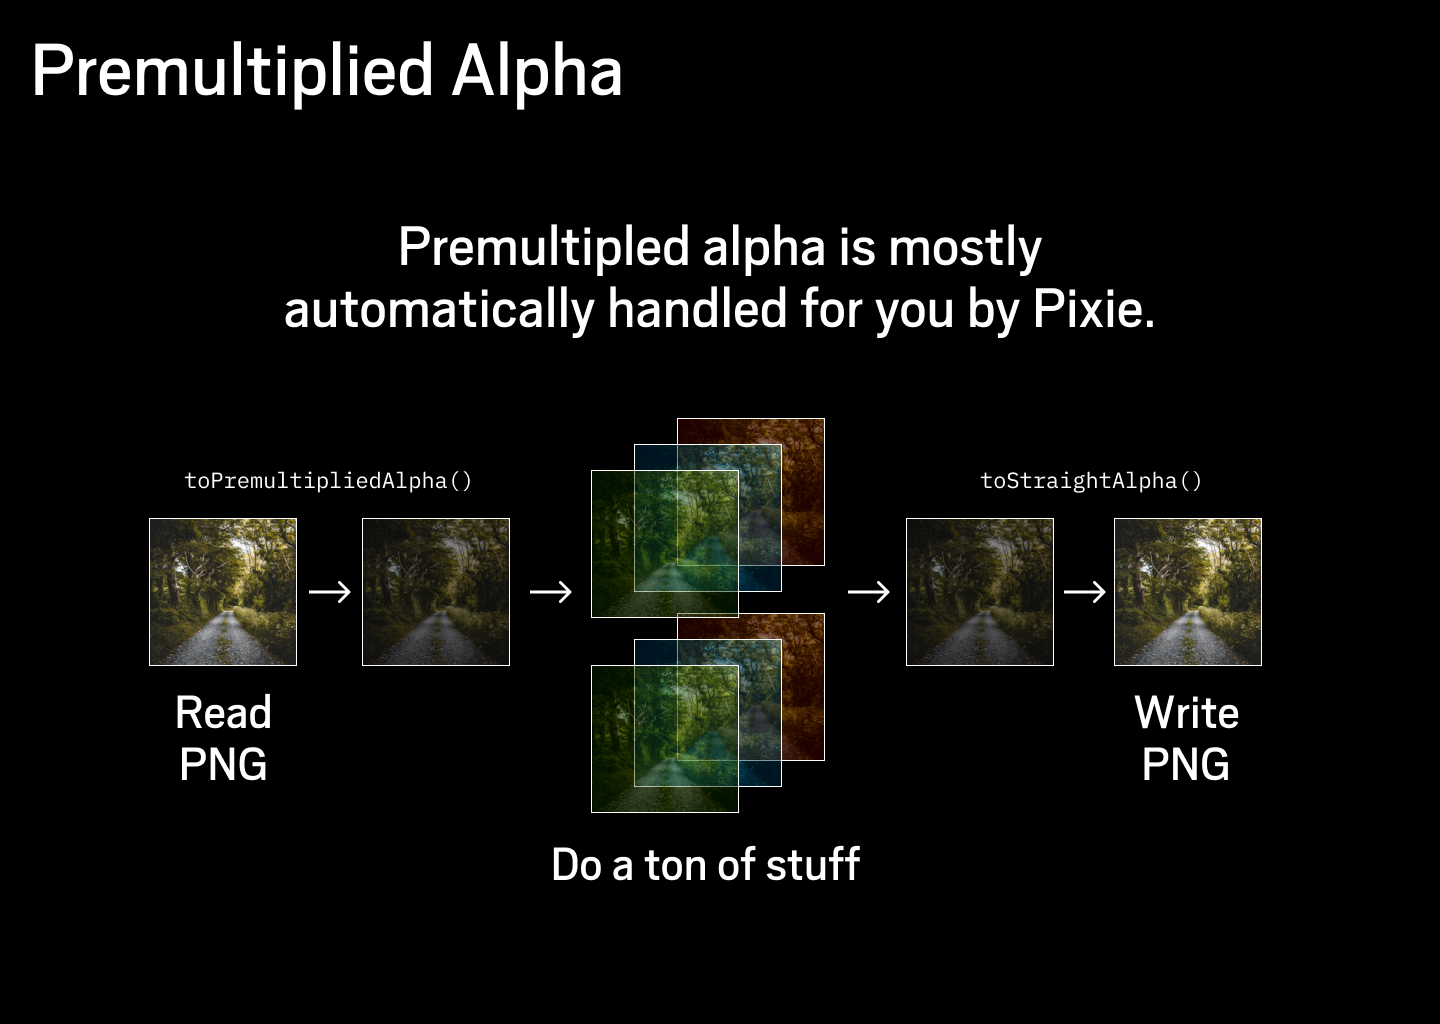 Premultiplied Alpha
Premultipled alpha is mostly
automatically handled for you by Pixie.
toPremultipliedAlpha()
toStraightAlpha()
Read
PNG
Write
PNG
Do a ton of stuff